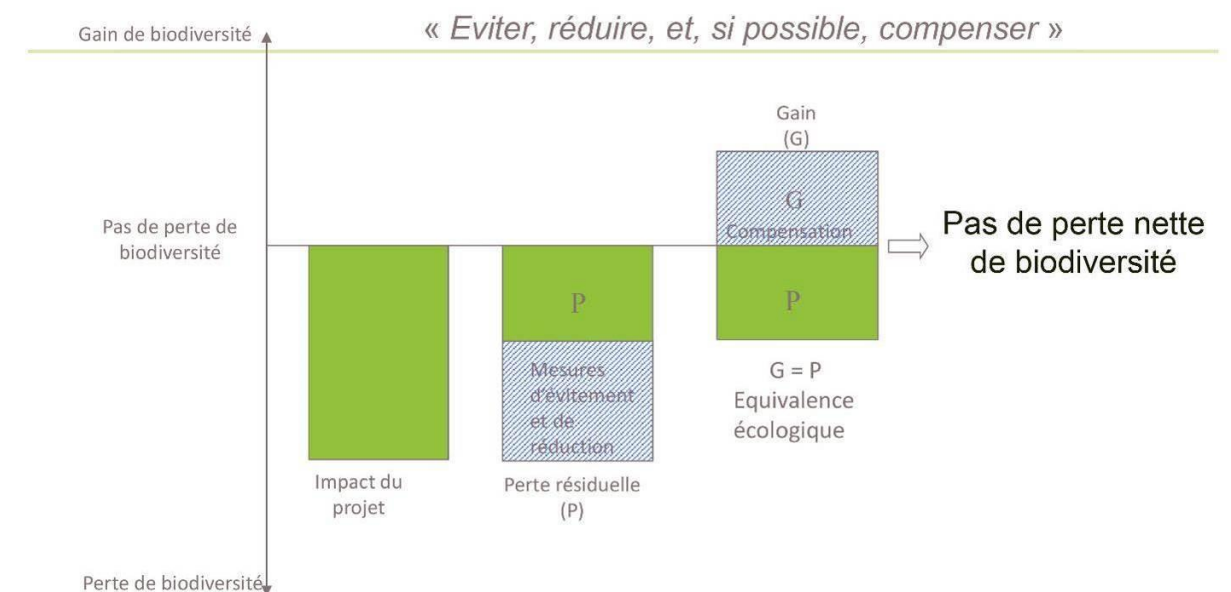 « Eviter, réduire, et, si possible, compenser »
Gain de biodiversité
Gain
(G)
G
Compensation
Pas de perte de
biodiversité
Pas de perte nette
de biodiversité
P
P
Mesures
d'évitement
et de
réduction
G = P
Equivalence
écologique
Impact du
projet
Perte résiduelle
(P)
Perte de biodiversité